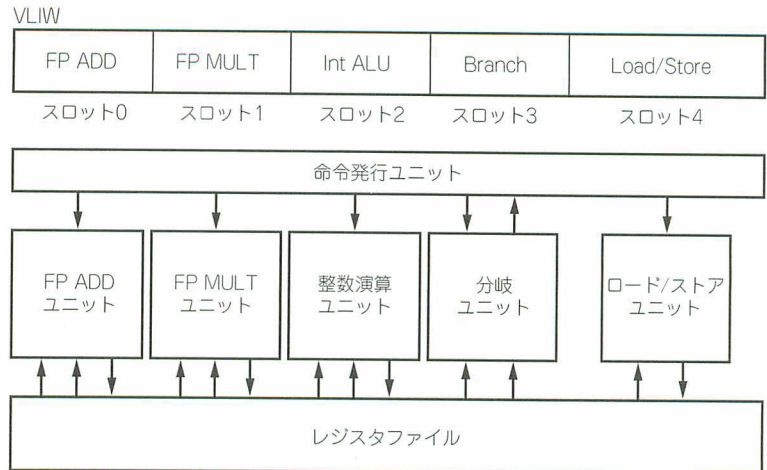 VLIW
FP ADD
FP MULT
Int ALU
Branch
Load/Store
スロット0
スロット1
スロット2
スロット3
スロット4
命令発行ユニット
FP ADD
ユニット
FP MULT
ユニット
整数演算
ユニット
分岐
ユニット
ロード/ストア
ユニット
レジスタファイル